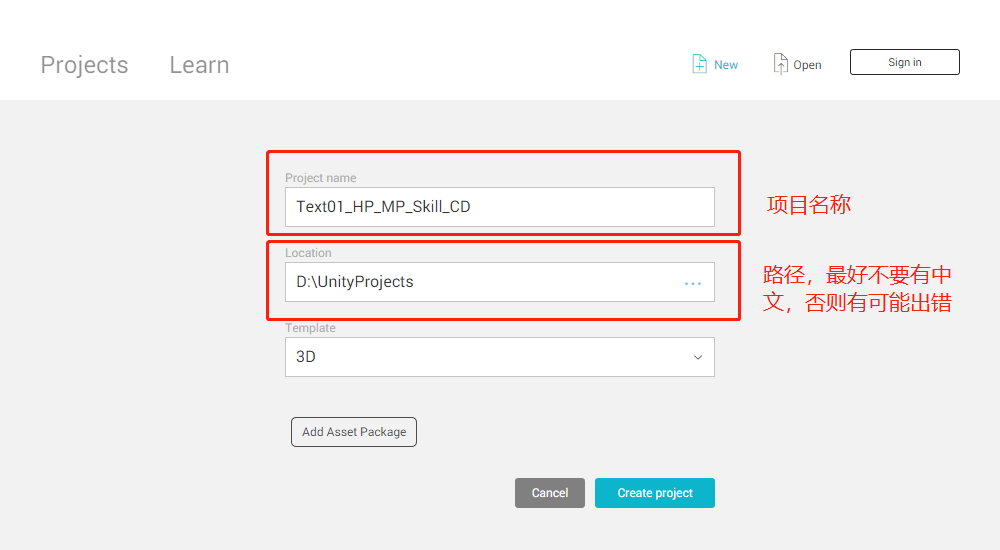 Projects
Learn
New
Open
Sign in
Project name
Text01_HP_MP_Skill_CD
项目名称
Location
D:\UnityProjects
...
路径，最好不要有中
文，否则有可能出错
Template
3D
Add Asset Package
Cancel
Create project